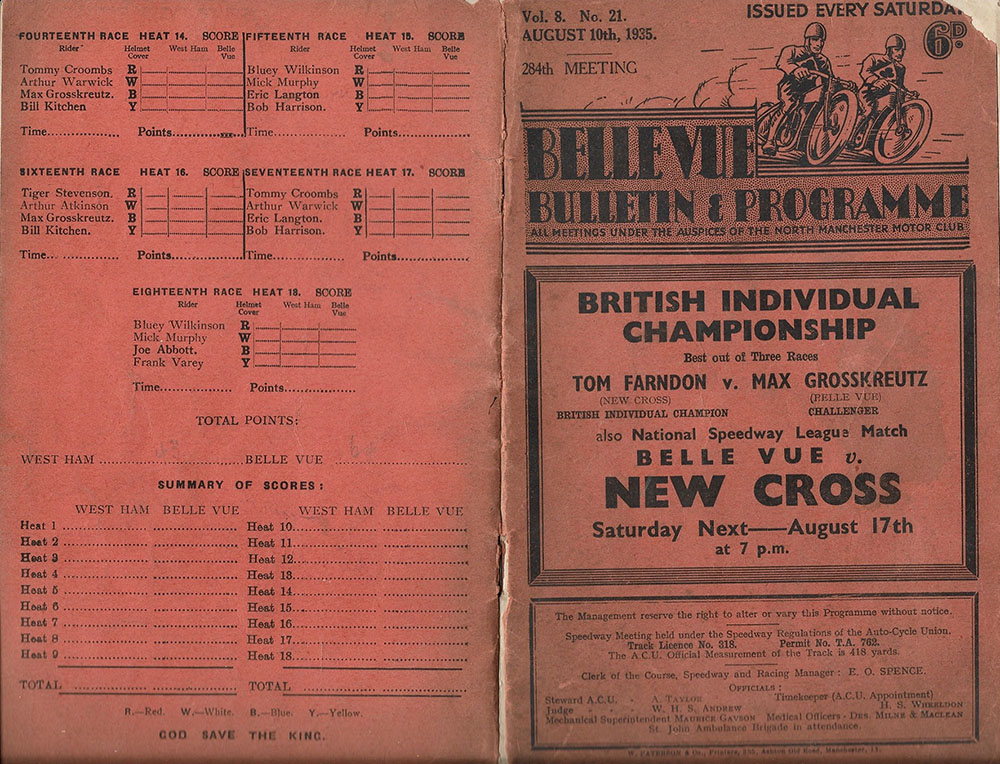 FOURTEENTH RACE HEAT 14. SCORE
Rider Helmet Cover West Ham Belle Vue
Tommy Croombs R
Arthur Warwick W
Max Grosskreutz. B
Bill Kitchen Y
Time............... Points...............
FIFTEENTH RACE HEAT 15. SCORE
Rider Helmet Cover West Ham Belle Vue
Bluey Wilkinson R
Mick Murphy W
Eric Langton B
Bob Harrison. Y
Time............... Points...............
SIXTEENTH RACE HEAT 16. SCORE
Tiger Stevenson. R
Arthur Atkinson W
Max Grosskreutz. B
Bill Kitchen. Y
Time............... Points...............
SEVENTEENTH RACE HEAT 17. SCORE
Tommy Croombs R
Arthur Warwick W
Eric Langton. B
Bob Harrison. Y
Time............... Points...............
EIGHTEENTH RACE HEAT 18. SCORE
Rider Helmet Cover West Ham Belle Vue
Bluey Wilkinson R
Mick Murphy W
Joe Abbott. B
Frank Varey Y
Time............... Points...............
TOTAL POINTS:
WEST HAM ............... BELLE VUE ...............
SUMMARY OF SCORES:
WEST HAM BELLE VUE WEST HAM BELLE VUE
Heat 1 ............... Heat 10...............
Heat 2 ............... Heat 11...............
Heat 3 ............... Heat 12...............
Heat 4 ............... Heat 13...............
Heat 5 ............... Heat 14...............
Heat 6 ............... Heat 15...............
Heat 7 ............... Heat 16...............
Heat 8 ............... Heat 17...............
Heat 9 ............... Heat 18...............
TOTAL ............... TOTAL ...............
R.—Red. W.—White. B.—Blue. Y.—Yellow.
GOD SAVE THE KING.
Vol. 8. No. 21.
AUGUST 10th, 1935.
284th MEETING
ISSUED EVERY SATURDA
6D.
BELLE VUE
BULLETIN & PROGRAMME
ALL MEETINGS UNDER THE AUSPICES OF THE NORTH MANCHESTER MOTOR CLUB
BRITISH INDIVIDUAL
CHAMPIONSHIP
Best out of Three Races
TOM FARNDON v. MAX GROSSKREUTZ
(NEW CROSS) (BELLE VUE)
BRITISH INDIVIDUAL CHAMPION CHALLENGER
also National Speedway League Match
BELLE VUE v.
NEW CROSS
Saturday Next—August 17th
at 7 p.m.
The Management reserve the right to alter or vary this Programme without notice.
Speedway Meeting held under the Speedway Regulations of the Auto-Cycle Union.
Track Licence No. 318. Permit No. T.A. 762.
The A.C.U. Official Measurement of the Track is 418 yards.
Clerk of the Course, Speedway and Racing Manager : E. O. SPENCE.
OFFICIALS :
Steward A.C.U. - A. TAYLOR Timekeeper (A.C.U. Appointment)
Judge - - W. H. S. ANDREW H. S. WHEELDON
Mechanical Superintendent MAURICE GAVSON Medical Officers - DRS. MILNE & MACLEAN
St. John Ambulance Brigade in attendance.
Printers, Ashton Old Road, Manchester, 11.